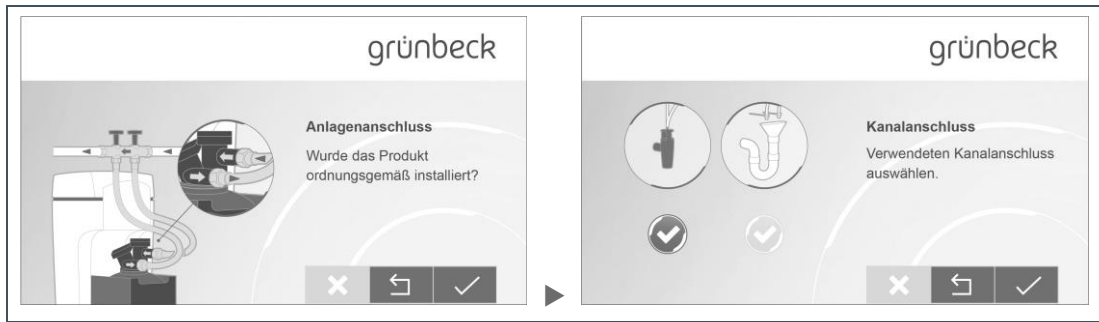 grünbeck
Anlagenanschluss
Wurde das Produkt
ordnungsgemäß installiert?
grünbeck
Kanalanschluss
Verwendeten Kanalanschluss
auswählen.